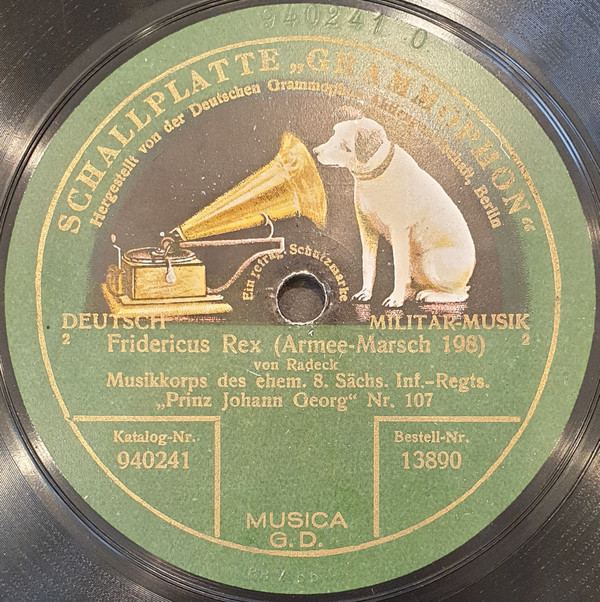 940241 0
SCHALLPLATTE „GRAMMOPHON“
Hergestellt von der Deutschen Grammophon Aktiengesellschaft, Berlin
Eingetrag. Schutzmarke
DEUTSCH MILITÄR-MUSIK
2 2
Fridericus Rex (Armee-Marsch 198)
von Radeck
Musikkorps des ehem. 8. Sächs. Inf.-Regts.
„Prinz Johann Georg“ Nr. 107
Katalog-Nr. Bestell-Nr.
940241 13890
MUSICA
G.D.